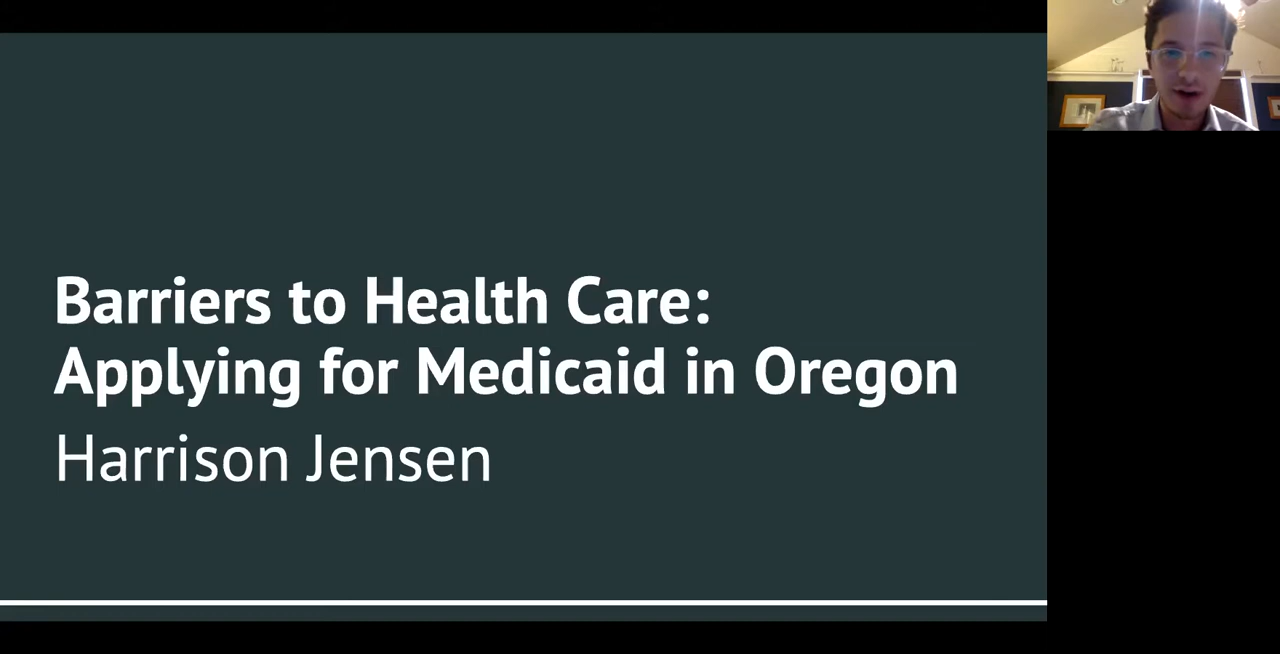 Barriers to Health Care:
Applying for Medicaid in Oregon
Harrison Jensen